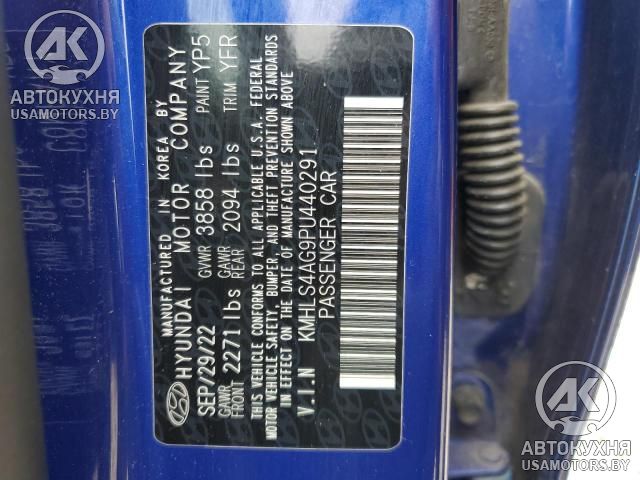 MANUFACTURED IN KOREA BY
HYUNDAI MOTOR COMPANY
SEP/29/22 GVWR 3858 lbs PAINT YP5
GAWR FRONT 2271 lbs GAWR REAR 2094 lbs TRIM YFR
THIS VEHICLE CONFORMS TO ALL APPLICABLE U.S.A. FEDERAL
MOTOR VEHICLE SAFETY, BUMPER, AND THEFT PREVENTION STANDARDS
IN EFFECT ON THE DATE OF MANUFACTURE SHOWN ABOVE
V.I.N KMHLS4AG9PU440291
PASSENGER CAR
АК
АВТОКУХНЯ
USAMOTORS.BY
АК
АВТОКУХНЯ
USAMOTORS.BY